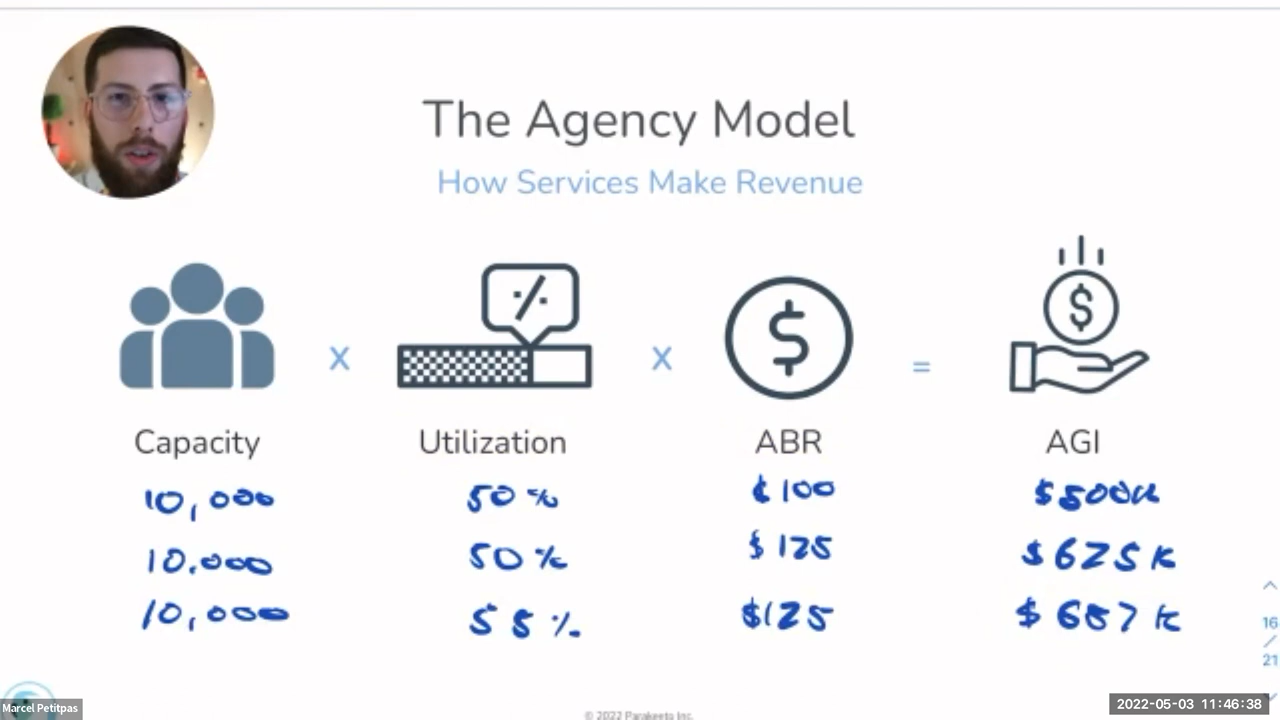 The Agency Model
How Services Make Revenue
x x =
Capacity Utilization ABR AGI
10,000 50% $100 $500k
10,000 50% $125 $625k
10,000 55% $125 $687k
16
/
21
Marcel Petitpas
© 2022 Parakeeto Inc.
2022-05-03 11:46:38